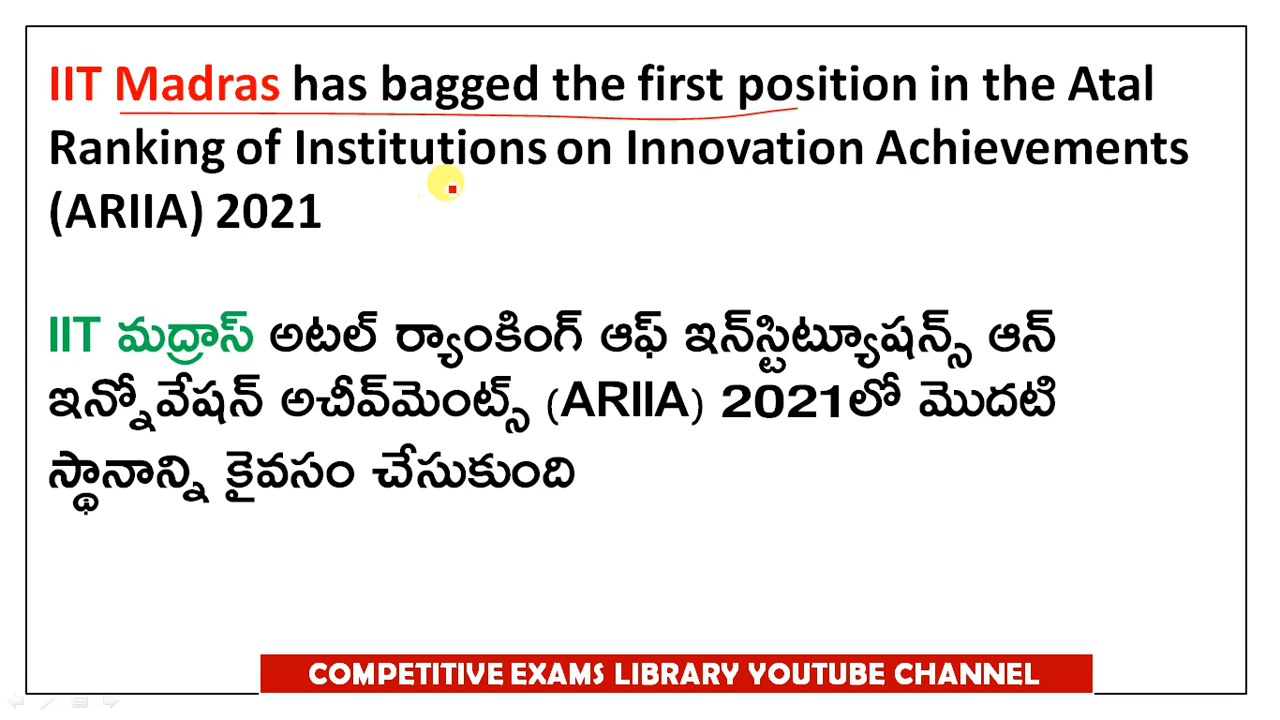 IIT Madras has bagged the first position in the Atal
Ranking of Institutions on Innovation Achievements
(ARIIA) 2021
IIT మద్రాస్ అటల్ ర్యాంకింగ్ ఆఫ్ ఇన్‌స్టిట్యూషన్స్ ఆన్
ఇన్నోవేషన్ అచీవ్‌మెంట్స్ (ARIIA) 2021లో మొదటి
స్థానాన్ని కైవసం చేసుకుంది
COMPETITIVE EXAMS LIBRARY YOUTUBE CHANNEL